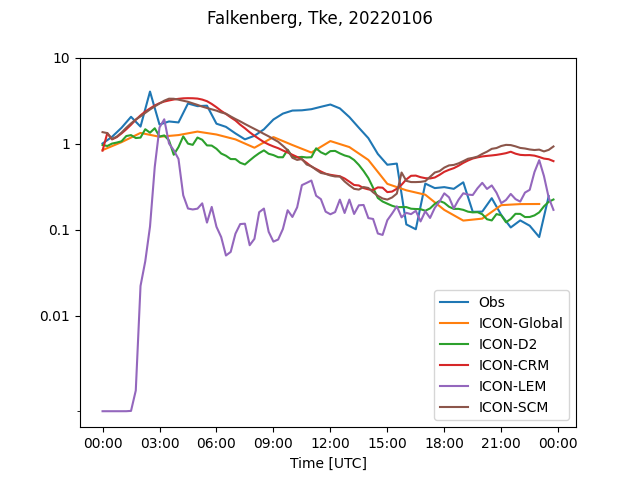 Falkenberg, Tke, 20220106
10
1
0.1
0.01
Obs
ICON-Global
ICON-D2
ICON-CRM
ICON-LEM
ICON-SCM
00:00 03:00 06:00 09:00 12:00 15:00 18:00 21:00 00:00
Time [UTC]